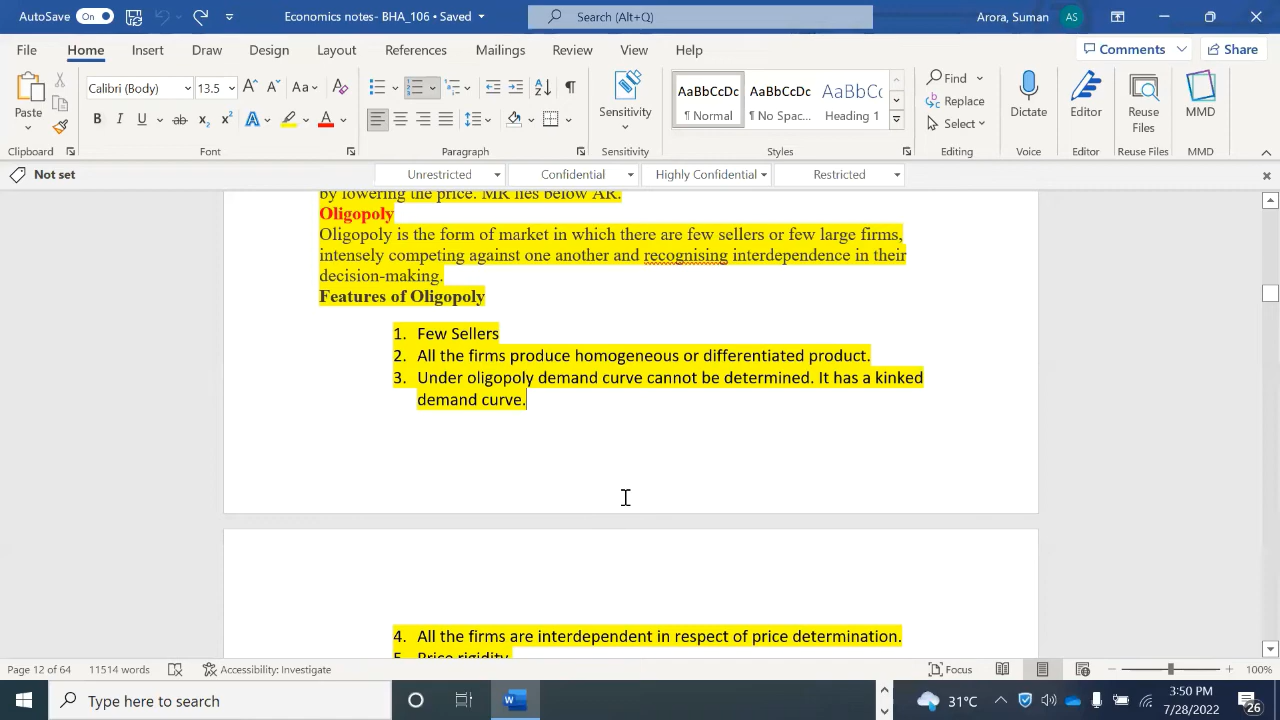 AutoSave On Economics notes- BHA_106 • Saved Search (Alt+Q) Arora, Suman AS
File Home Insert Draw Design Layout References Mailings Review View Help Comments Share
Calibri (Body) 13.5 AaBbCcDc AaBbCcDc AaBbCc Find
Paste Replace
¶ Normal ¶ No Spac... Heading 1 Select
Sensitivity Dictate Editor Reuse Files MMD
Clipboard Font Paragraph Sensitivity Styles Editing Voice Editor Reuse Files MMD
Not set Unrestricted Confidential Highly Confidential Restricted
by lowering the price. MR lies below AR.
Oligopoly
Oligopoly is the form of market in which there are few sellers or few large firms,
intensely competing against one another and recognising interdependence in their
decision-making.
Features of Oligopoly
1. Few Sellers
2. All the firms produce homogeneous or differentiated product.
3. Under oligopoly demand curve cannot be determined. It has a kinked
demand curve.
4. All the firms are interdependent in respect of price determination.
5. Price rigidity
Page 12 of 64 11514 words Accessibility: Investigate Focus 100%
Type here to search 31°C 3:50 PM
7/28/2022 26